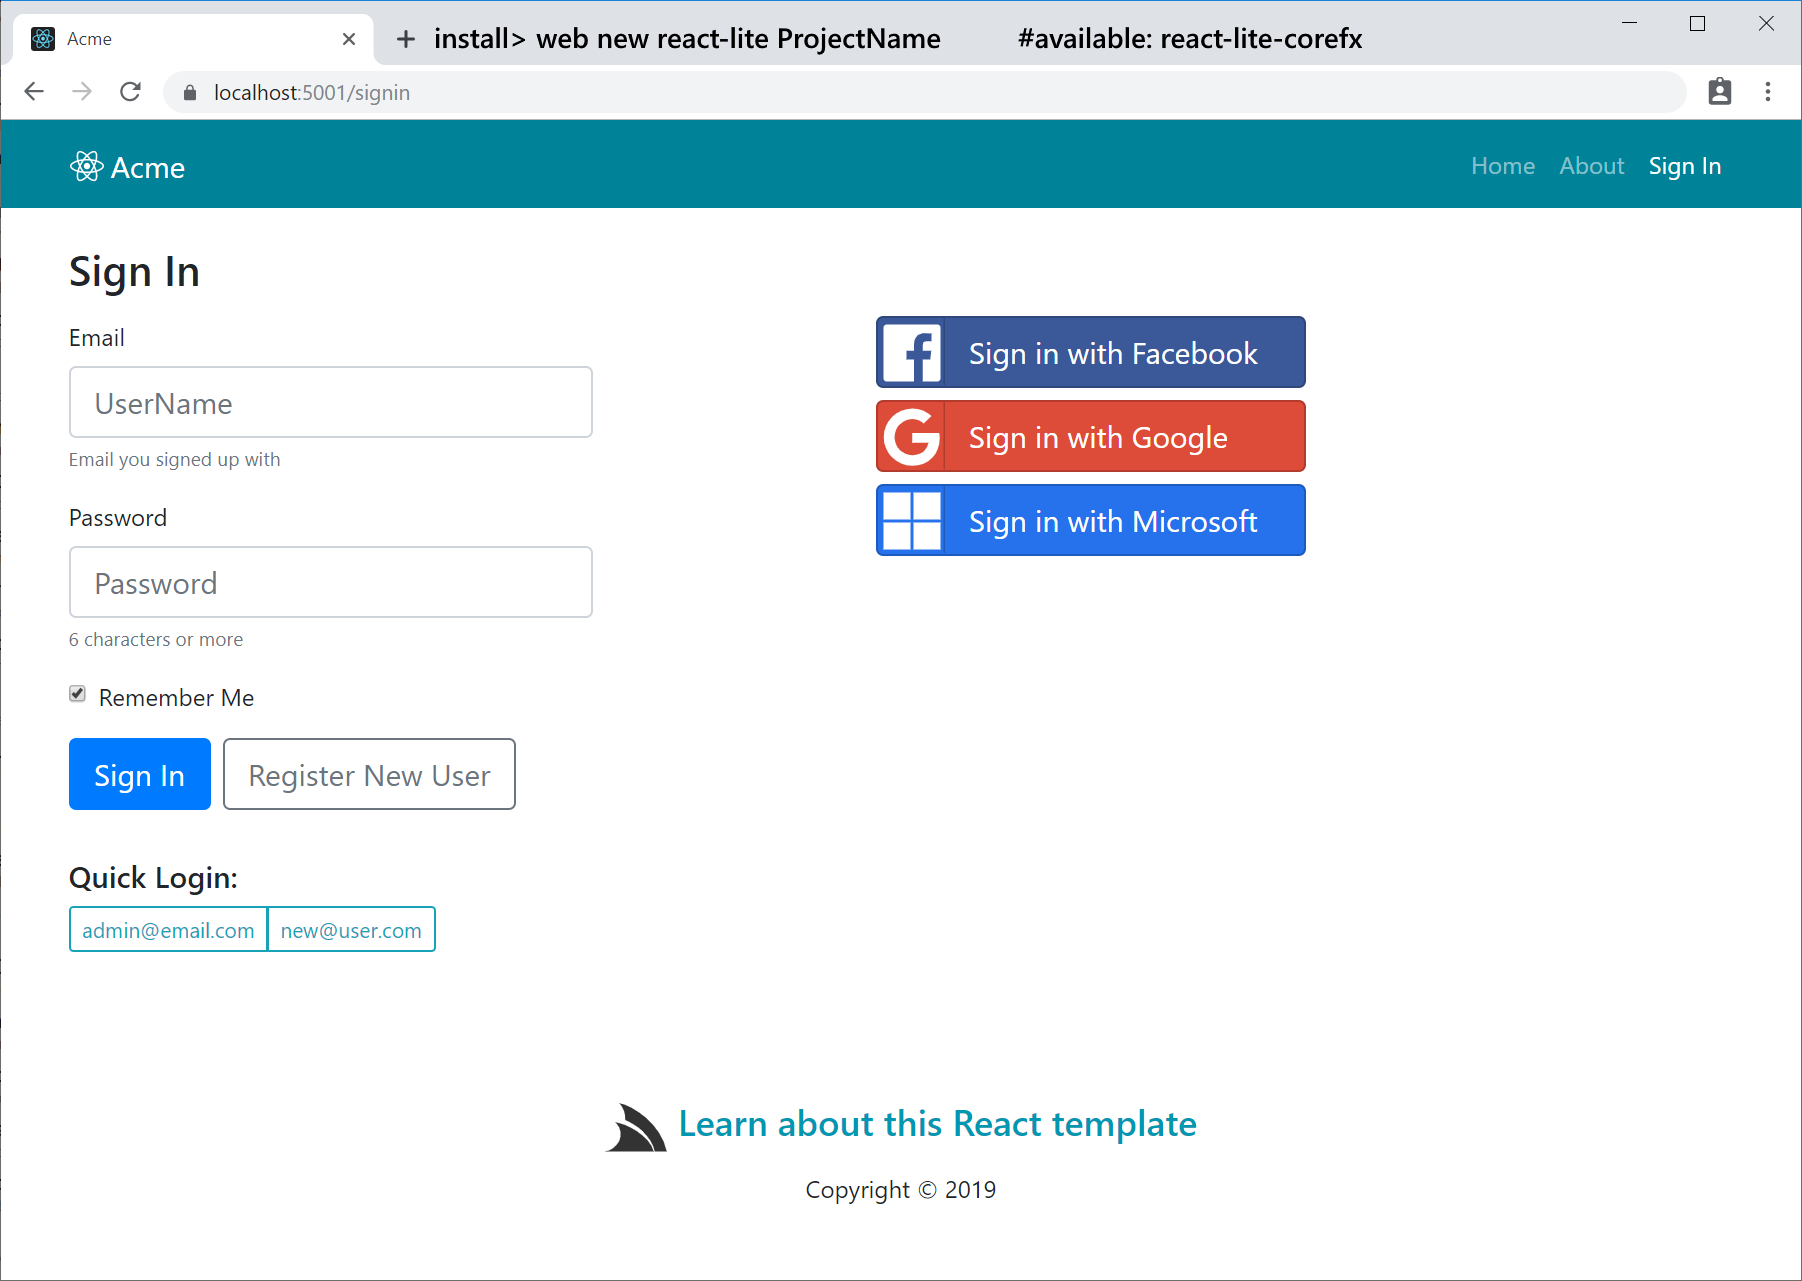 Acme
install> web new react-lite ProjectName #available: react-lite-corefx
localhost:5001/signin
Acme
Home About Sign In
Sign In
Email
UserName
Email you signed up with
Password
Password
6 characters or more
Remember Me
Sign In Register New User
Quick Login:
admin@email.com new@user.com
Sign in with Facebook
Sign in with Google
Sign in with Microsoft
Learn about this React template
Copyright © 2019